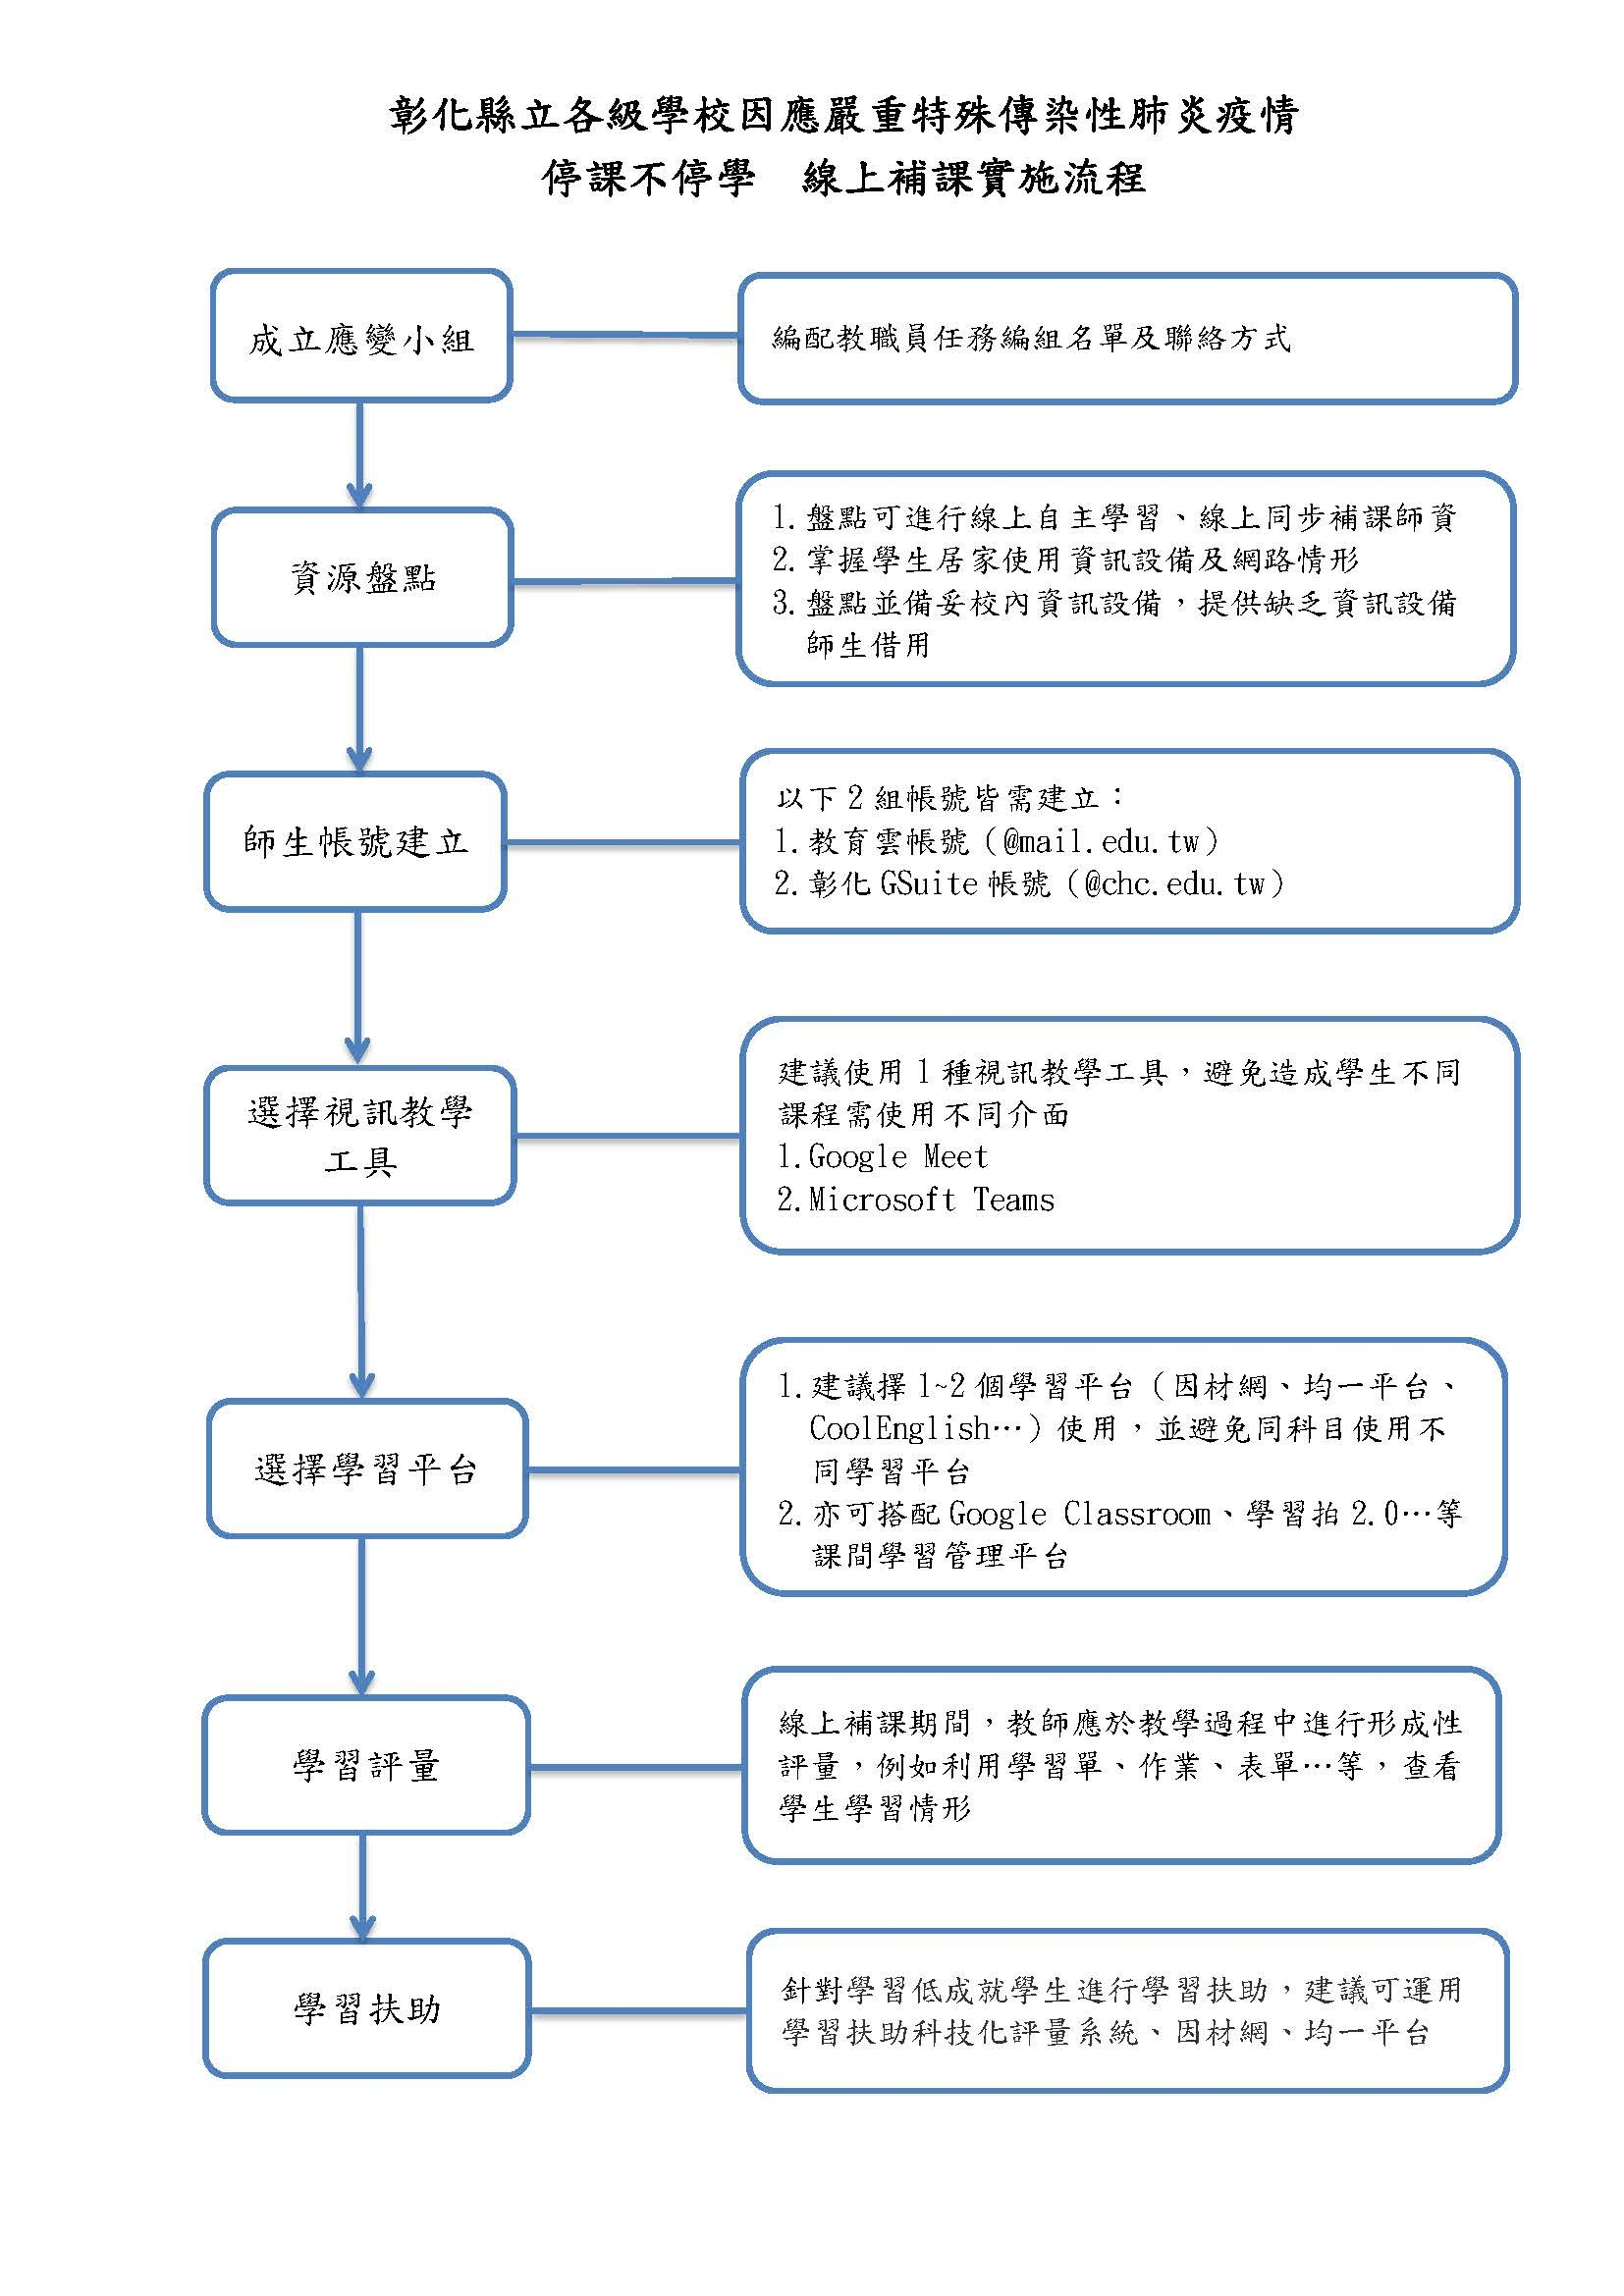 彰化縣立各級學校因應嚴重特殊傳染性肺炎疫情
停課不停學　線上補課實施流程
成立應變小組
編配教職員任務編組名單及聯絡方式
資源盤點
1.盤點可進行線上自主學習、線上同步補課師資
2.掌握學生居家使用資訊設備及網路情形
3.盤點並備妥校內資訊設備，提供缺乏資訊設備
師生借用
師生帳號建立
以下2組帳號皆需建立：
1.教育雲帳號（@mail.edu.tw）
2.彰化GSuite帳號（@chc.edu.tw）
選擇視訊教學
工具
建議使用1種視訊教學工具，避免造成學生不同
課程需使用不同介面
1.Google Meet
2.Microsoft Teams
選擇學習平台
1.建議擇1~2個學習平台（因材網、均一平台、
CoolEnglish…）使用，並避免同科目使用不
同學習平台
2.亦可搭配Google Classroom、學習拍2.0…等
課間學習管理平台
學習評量
線上補課期間，教師應於教學過程中進行形成性
評量，例如利用學習單、作業、表單…等，查看
學生學習情形
學習扶助
針對學習低成就學生進行學習扶助，建議可運用
學習扶助科技化評量系統、因材網、均一平台